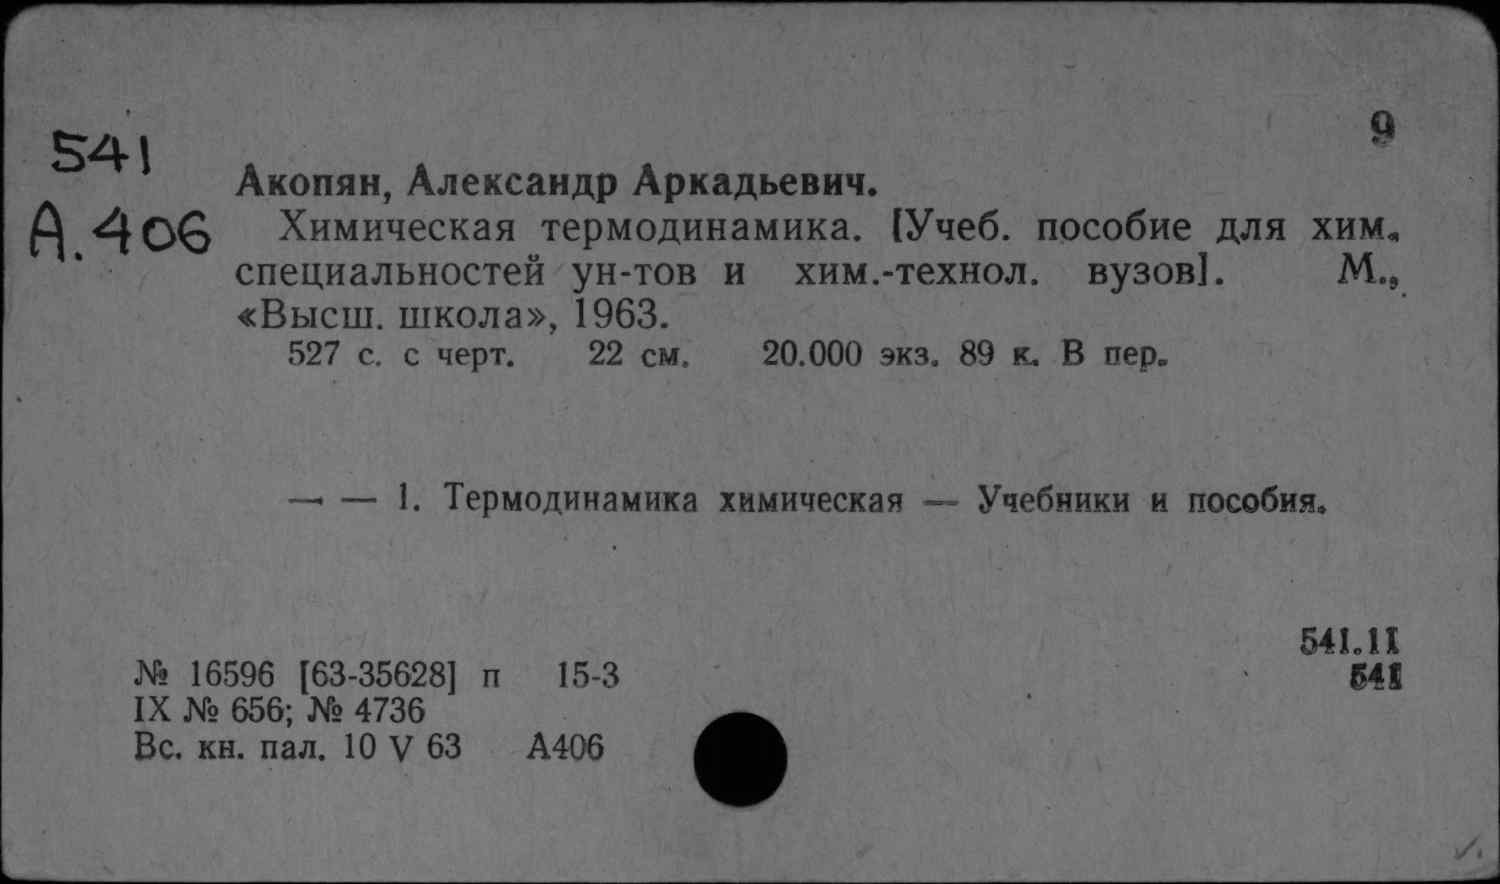 9
541
А.406
Акопян, Александр Аркадьевич.
Химическая термодинамика. [Учеб. пособие для хим.
специальностей ун-тов и хим.-технол. вузов]. М.,
«Высш. школа», 1963.
527 с. с черт. 22 см. 20.000 экз. 89 к. В пер.
— — 1. Термодинамика химическая — Учебники и пособия.
541.11
541
№ 16596 [63-35628] п 15-3
IX № 656; № 4736
Вс. кн. пал. 10 V 63 А406